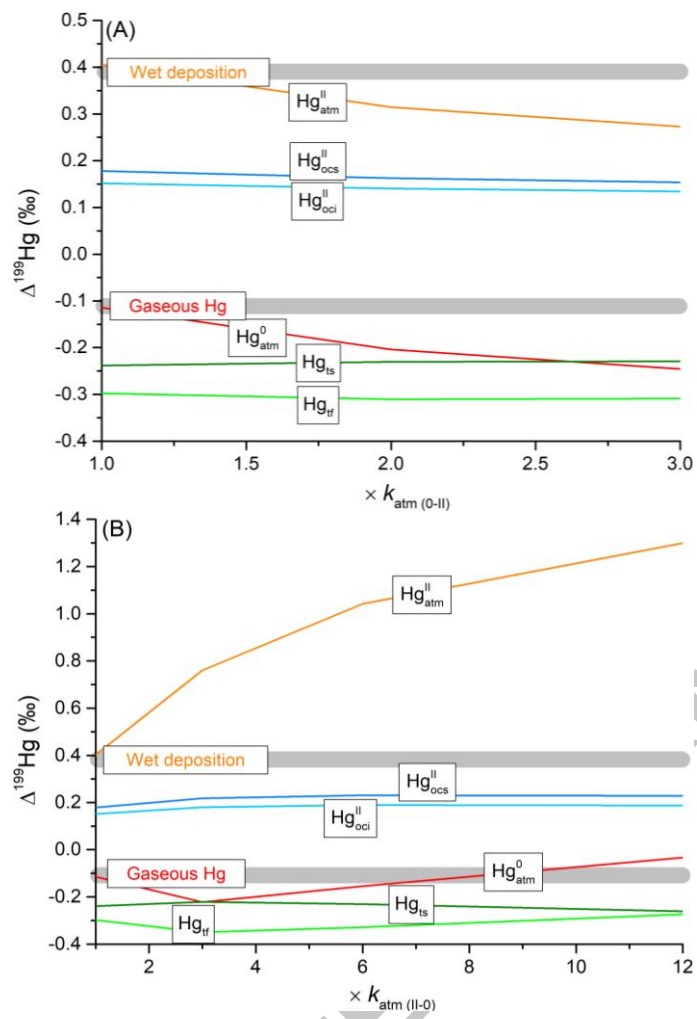 (A)
0.5
0.4
0.3
0.2
0.1
0.0
-0.1
-0.2
-0.3
-0.4
Δ¹⁹⁹Hg (‰)
Wet deposition
Hg^II_atm
Hg^II_ocs
Hg^II_oci
Gaseous Hg
Hg^0_atm
Hg_ts
Hg_tf
1.0 1.5 2.0 2.5 3.0
× k_atm (0-II)
(B)
1.4
1.2
1.0
0.8
0.6
0.4
0.2
0.0
-0.2
-0.4
Δ¹⁹⁹Hg (‰)
Hg^II_atm
Wet deposition
Hg^II_ocs
Hg^II_oci
Gaseous Hg
Hg^0_atm
Hg_ts
Hg_tf
2 4 6 8 10 12
× k_atm (II-0)